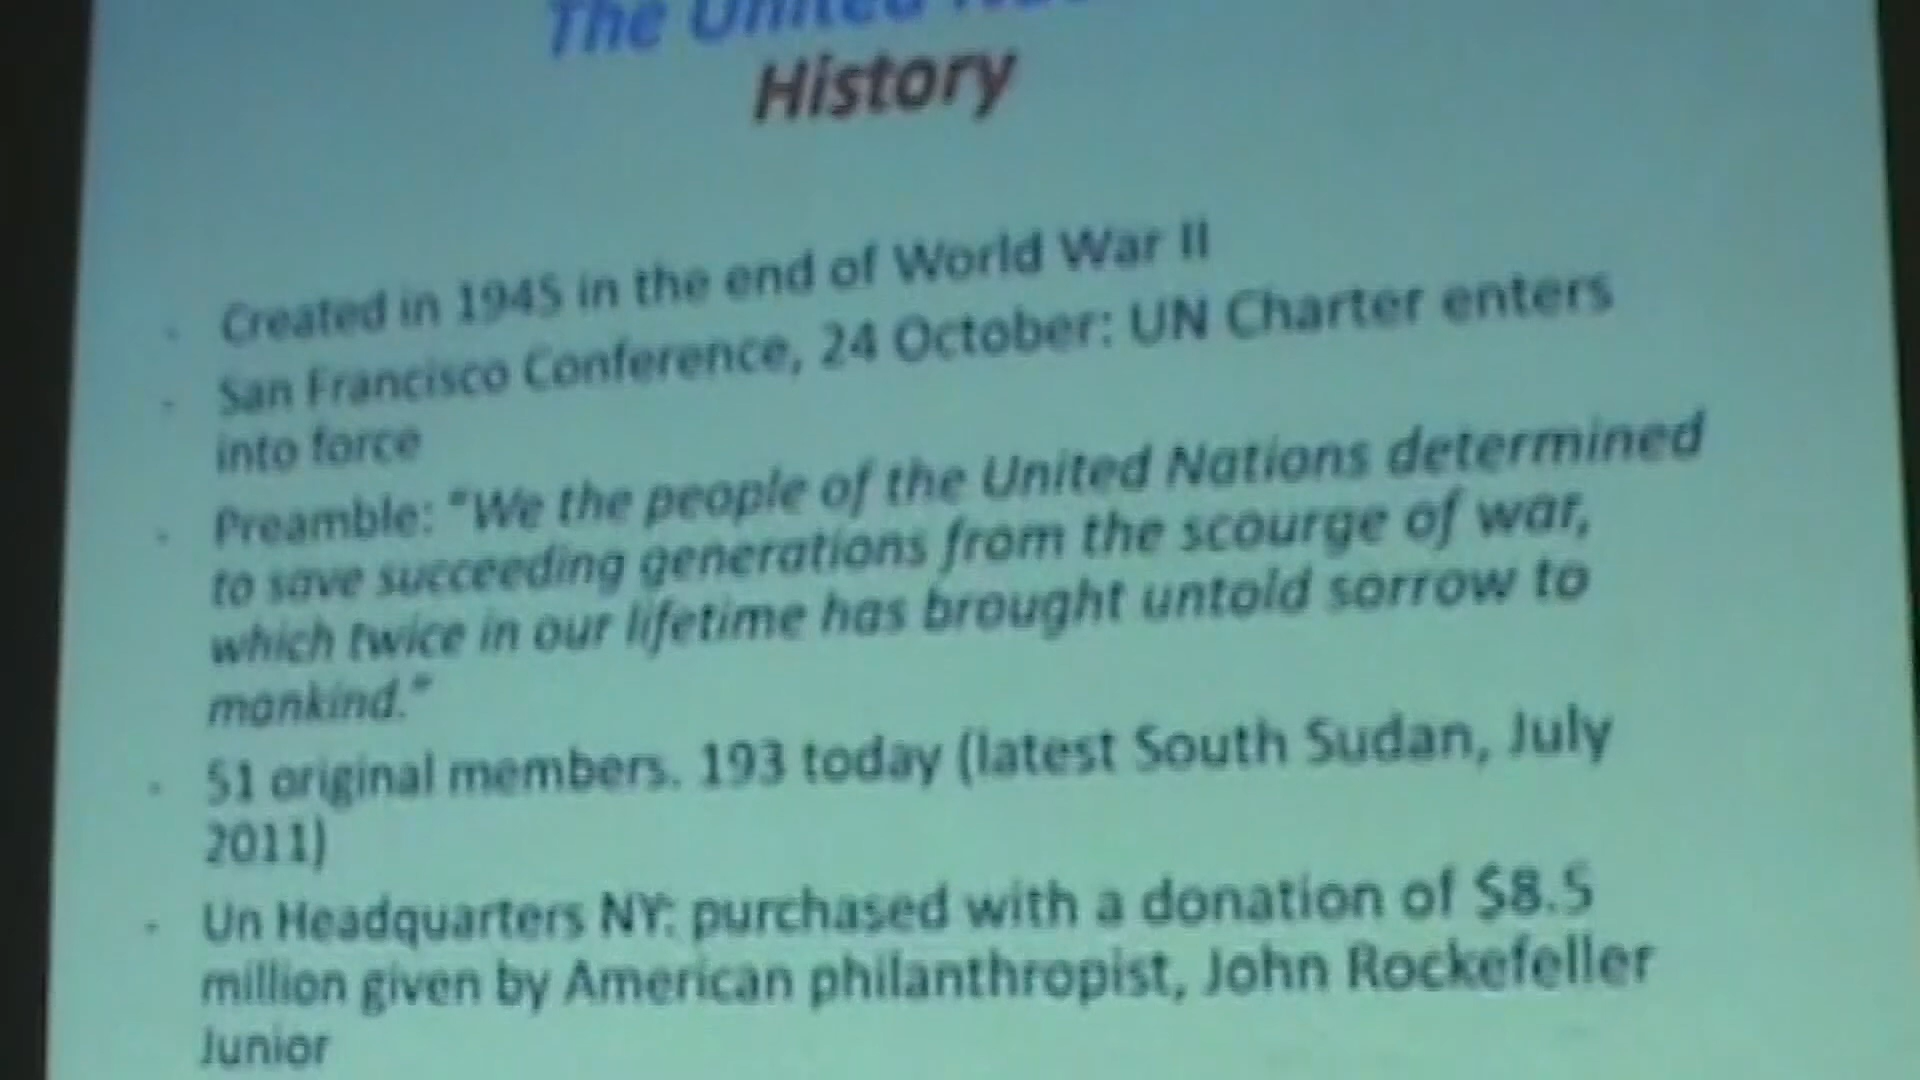 The United
History
- Created in 1945 in the end of World War II
- San Francisco Conference, 24 October: UN Charter enters
into force
- Preamble: "We the people of the United Nations determined
to save succeeding generations from the scourge of war,
which twice in our lifetime has brought untold sorrow to
mankind."
- 51 original members. 193 today (latest South Sudan, July
2011)
- Un Headquarters NY: purchased with a donation of $8.5
million given by American philanthropist, John Rockefeller
Junior